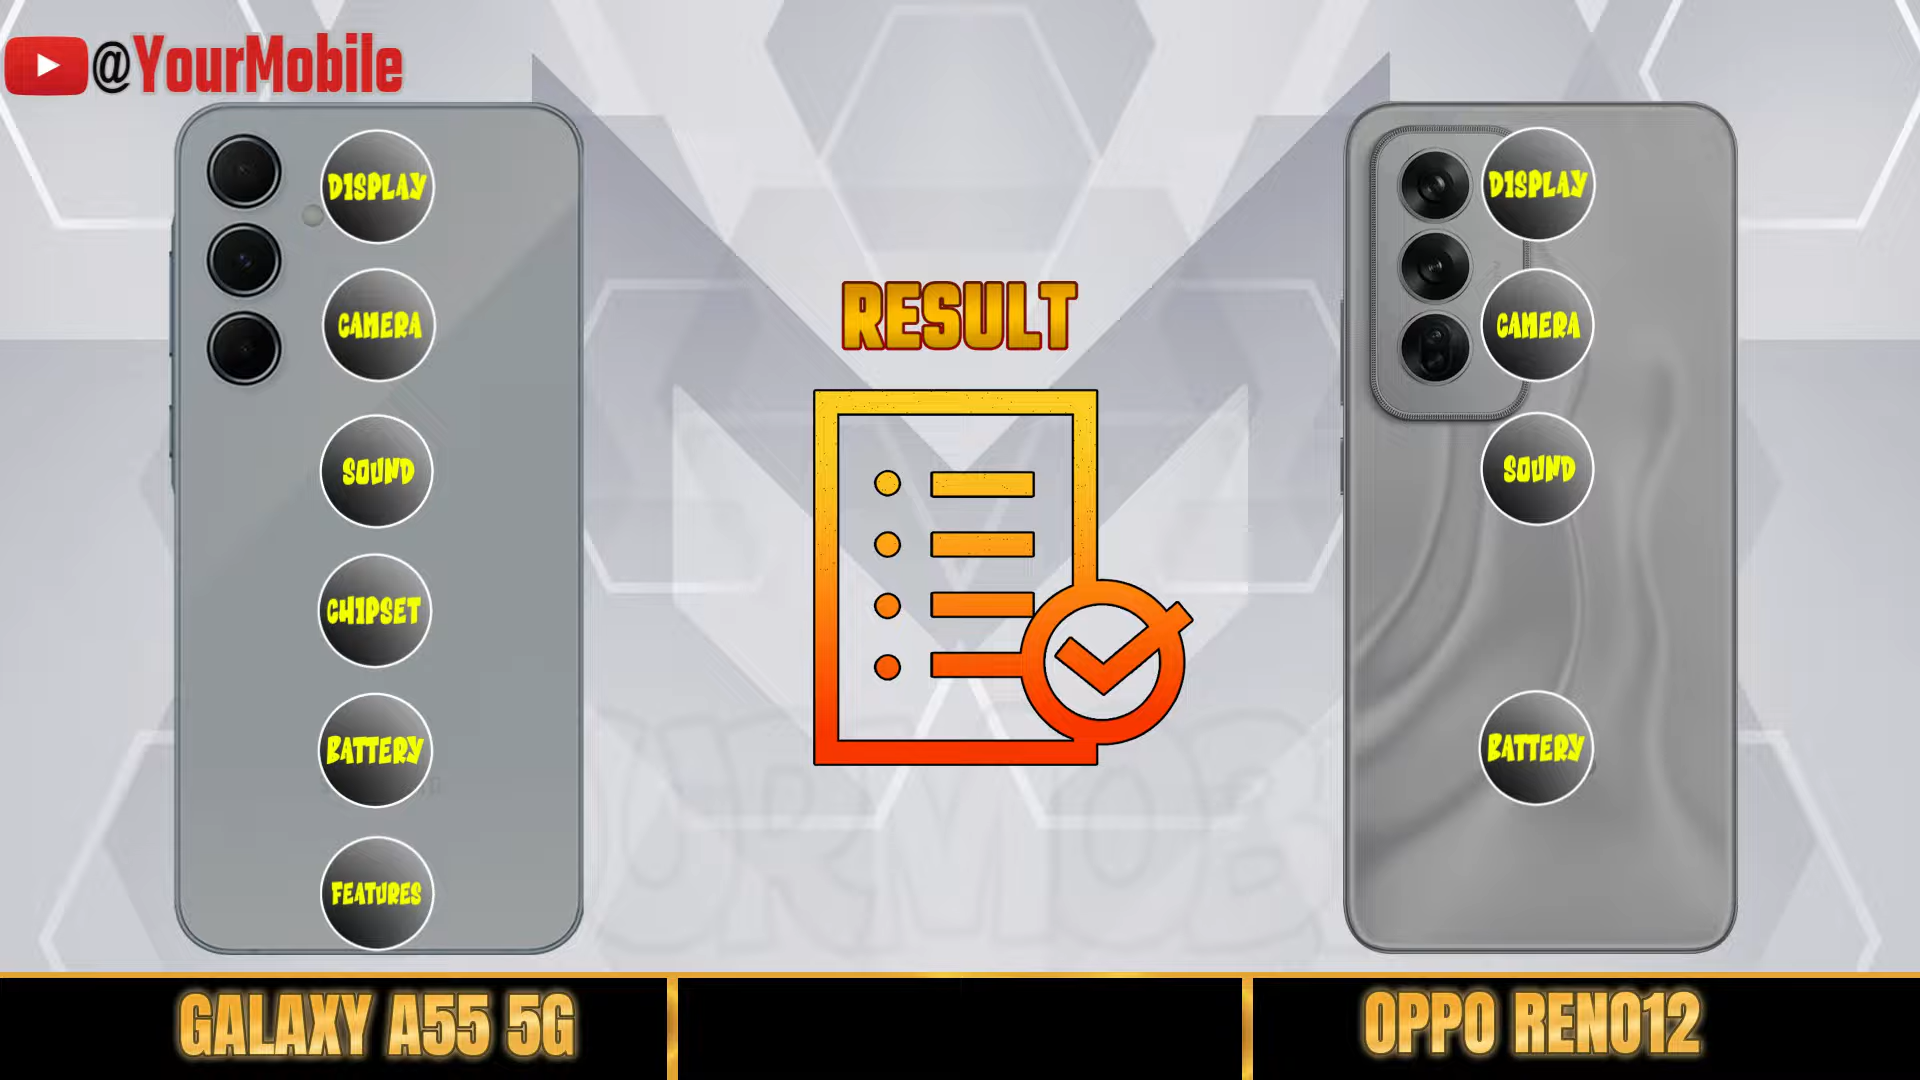 @YourMobile
DISPLAY
CAMERA
SOUND
CHIPSET
BATTERY
FEATURES
RESULT
DISPLAY
CAMERA
SOUND
BATTERY
GALAXY A55 5G
OPPO RENO12